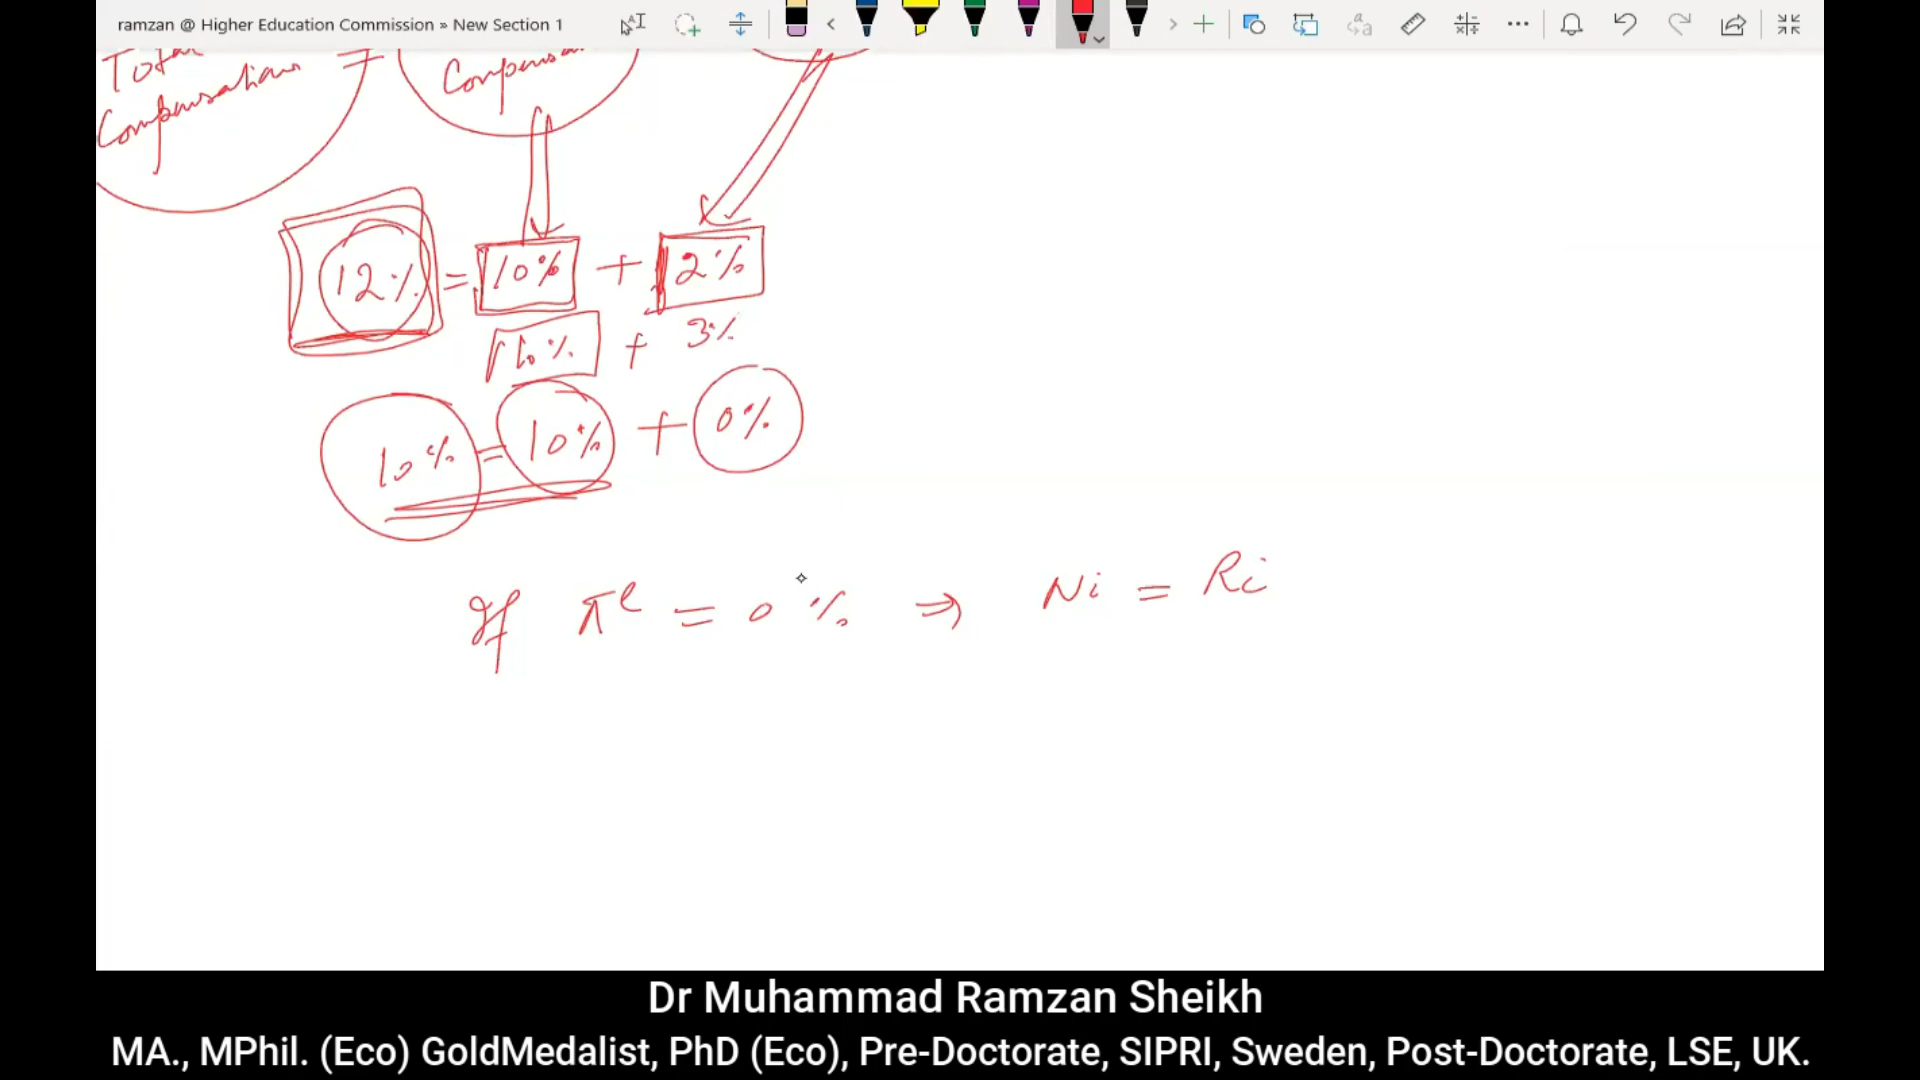 ramzan @ Higher Education Commission » New Section 1
Total
Compensation =
Compensa
12% = 10% + 2%
10% + 3%
10% = 10% + 0%
If πe = 0% ⇒ Ni = Ri
Dr Muhammad Ramzan Sheikh
MA., MPhil. (Eco) GoldMedalist, PhD (Eco), Pre-Doctorate, SIPRI, Sweden, Post-Doctorate, LSE, UK.